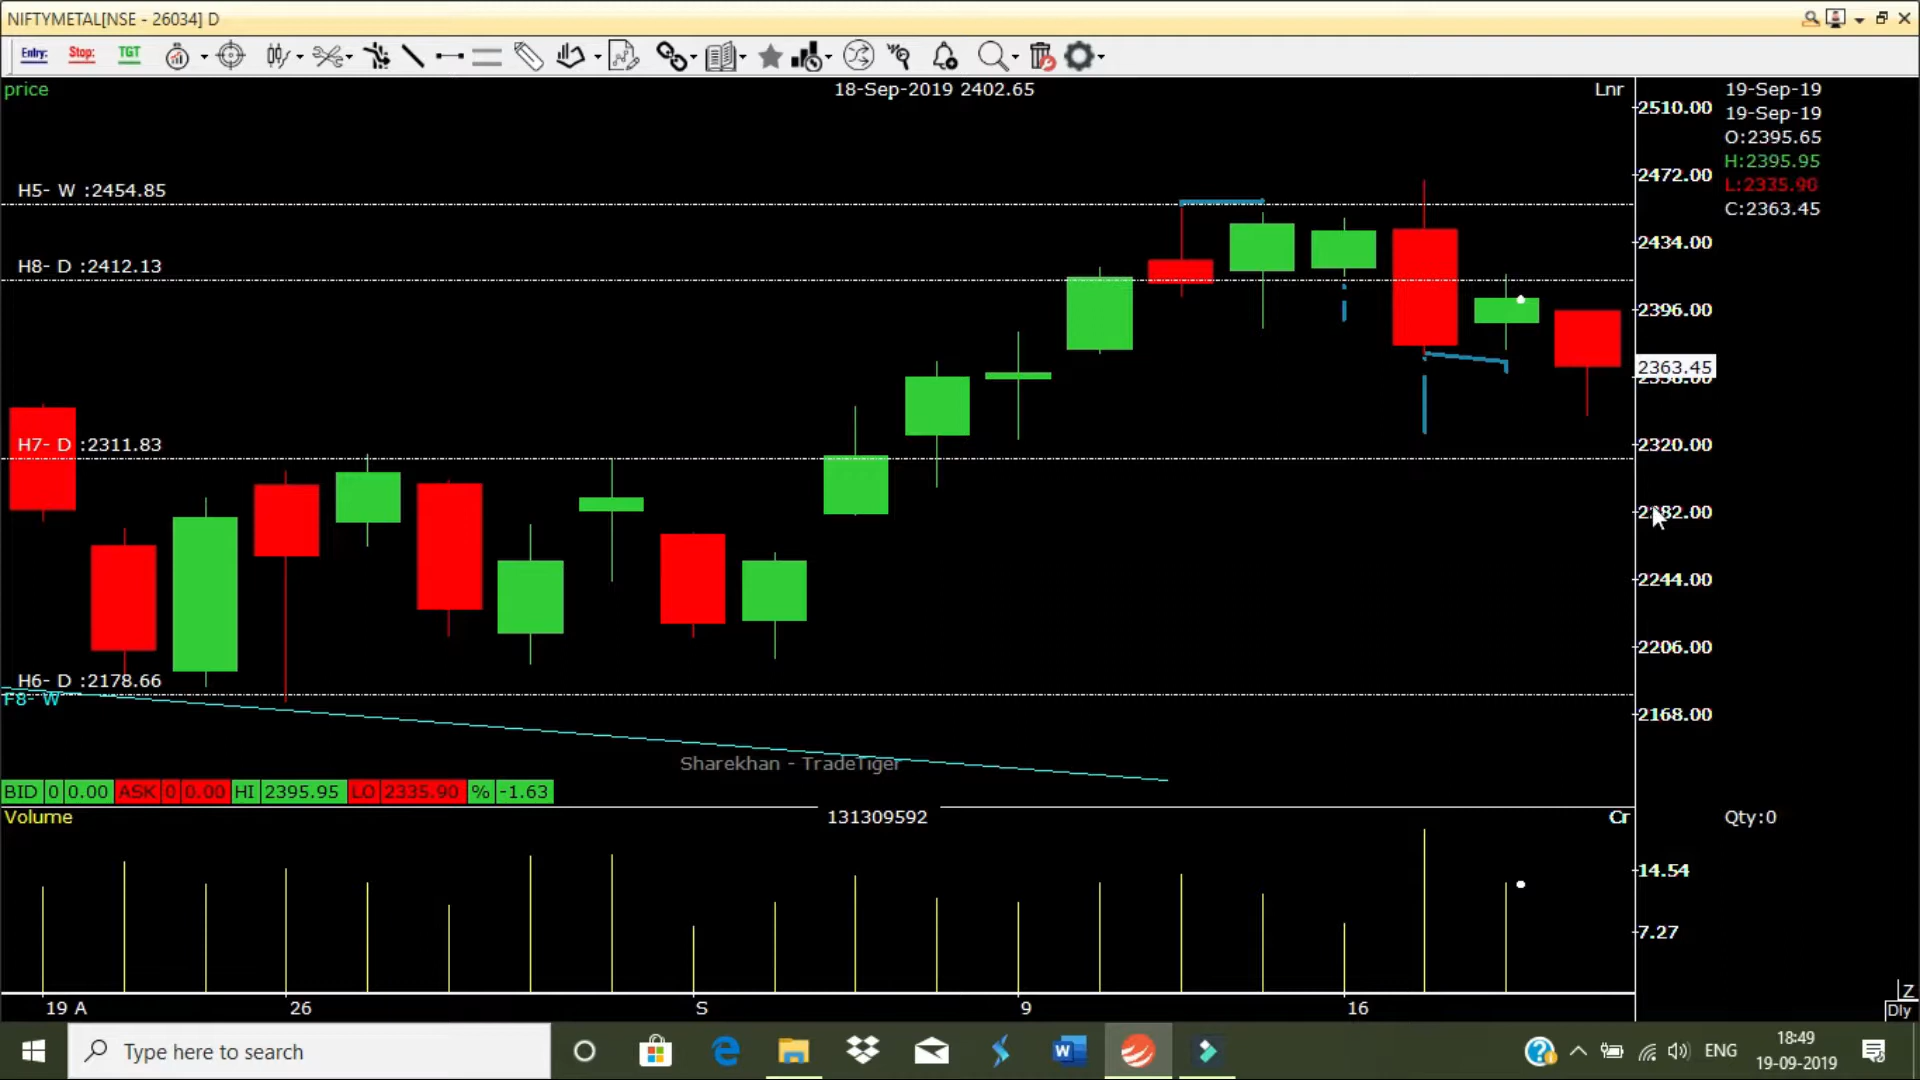 NIFTYMETAL[NSE - 26034] D
Entry: Stop: TGT
price 18-Sep-2019 2402.65 Lnr
19-Sep-19
19-Sep-19
O:2395.65
H:2395.95
L:2335.90
C:2363.45
2510.00
2472.00
2434.00
2396.00
2363.45
2320.00
2282.00
2244.00
2206.00
2168.00
H5- W :2454.85
H8- D :2412.13
H7- D :2311.83
H6- D :2178.66
F8- W
Sharekhan - TradeTiger
BID 0 0.00 ASK 0 0.00 HI 2395.95 LO 2335.90 % -1.63
Volume 131309592 Cr Qty:0
14.54
7.27
19 A 26 S 9 16
Z
Dly
Type here to search
W
ENG
18:49
19-09-2019